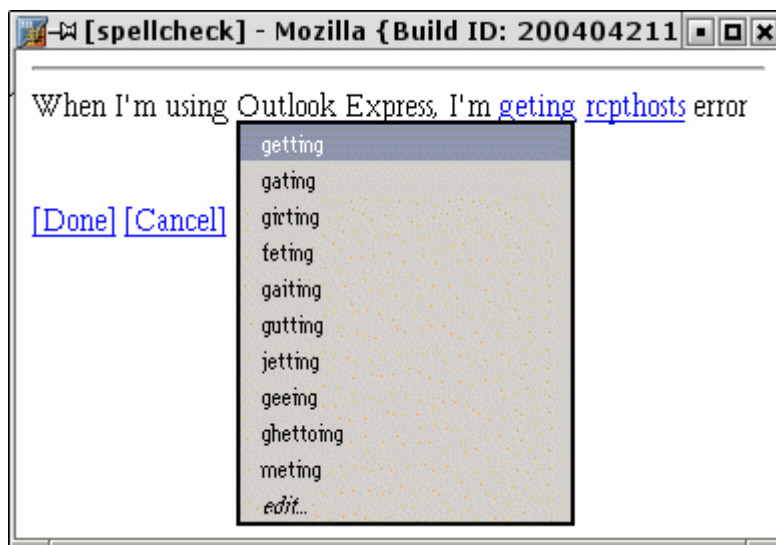 [spellcheck] - Mozilla {Build ID: 200404211
When I'm using Outlook Express, I'm geting rcpthosts error
getting
gating
girting
feting
[Done] [Cancel]
gaiting
gutting
jetting
geeing
ghettoing
meting
edit...